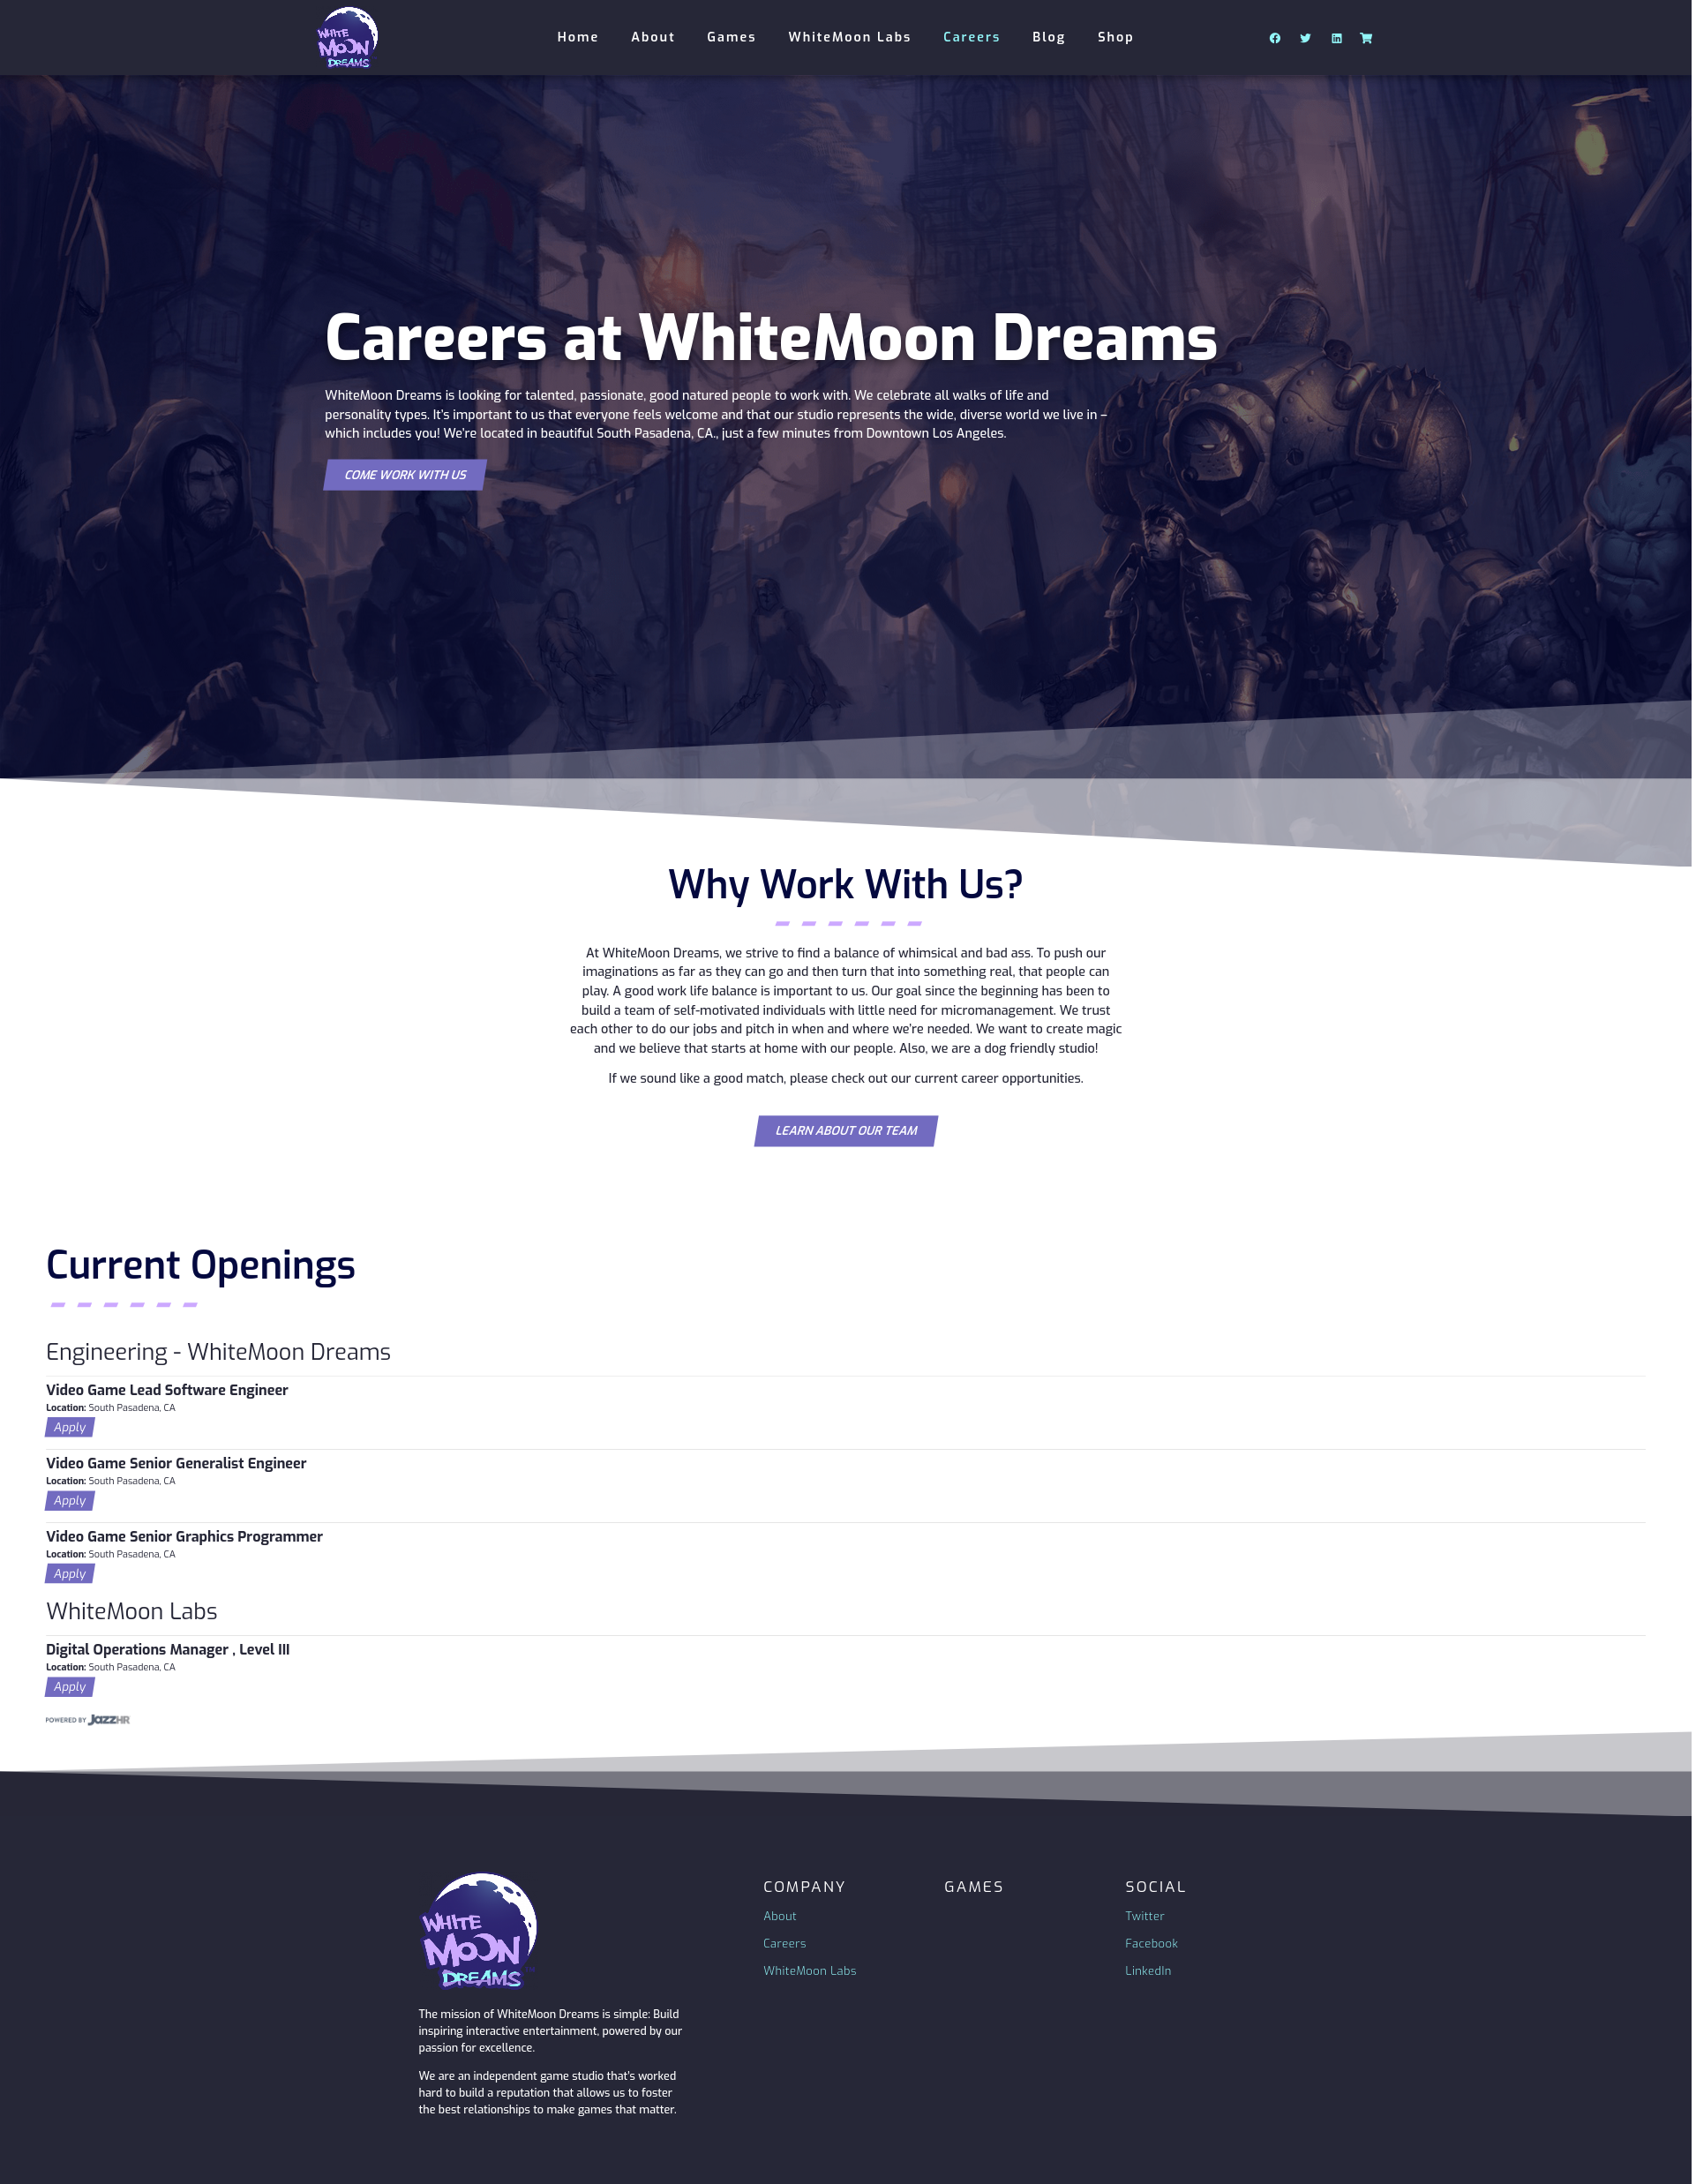 WHITE
MOON
DREAMS
Home About Games WhiteMoon Labs Careers Blog Shop
Careers at WhiteMoon Dreams
WhiteMoon Dreams is looking for talented, passionate, good natured people to work with. We celebrate all walks of life and
personality types. It's important to us that everyone feels welcome and that our studio represents the wide, diverse world we live in –
which includes you! We're located in beautiful South Pasadena, CA., just a few minutes from Downtown Los Angeles.
COME WORK WITH US
Why Work With Us?
At WhiteMoon Dreams, we strive to find a balance of whimsical and bad ass. To push our
imaginations as far as they can go and then turn that into something real, that people can
play. A good work life balance is important to us. Our goal since the beginning has been to
build a team of self-motivated individuals with little need for micromanagement. We trust
each other to do our jobs and pitch in when and where we're needed. We want to create magic
and we believe that starts at home with our people. Also, we are a dog friendly studio!
If we sound like a good match, please check out our current career opportunities.
LEARN ABOUT OUR TEAM
Current Openings
Engineering - WhiteMoon Dreams
Video Game Lead Software Engineer
Location: South Pasadena, CA
Apply
Video Game Senior Generalist Engineer
Location: South Pasadena, CA
Apply
Video Game Senior Graphics Programmer
Location: South Pasadena, CA
Apply
WhiteMoon Labs
Digital Operations Manager , Level III
Location: South Pasadena, CA
Apply
POWERED BY JazzHR
WHITE
MOON
DREAMS
The mission of WhiteMoon Dreams is simple: Build
inspiring interactive entertainment, powered by our
passion for excellence.
We are an independent game studio that's worked
hard to build a reputation that allows us to foster
the best relationships to make games that matter.
COMPANY
About
Careers
WhiteMoon Labs
GAMES
SOCIAL
Twitter
Facebook
LinkedIn